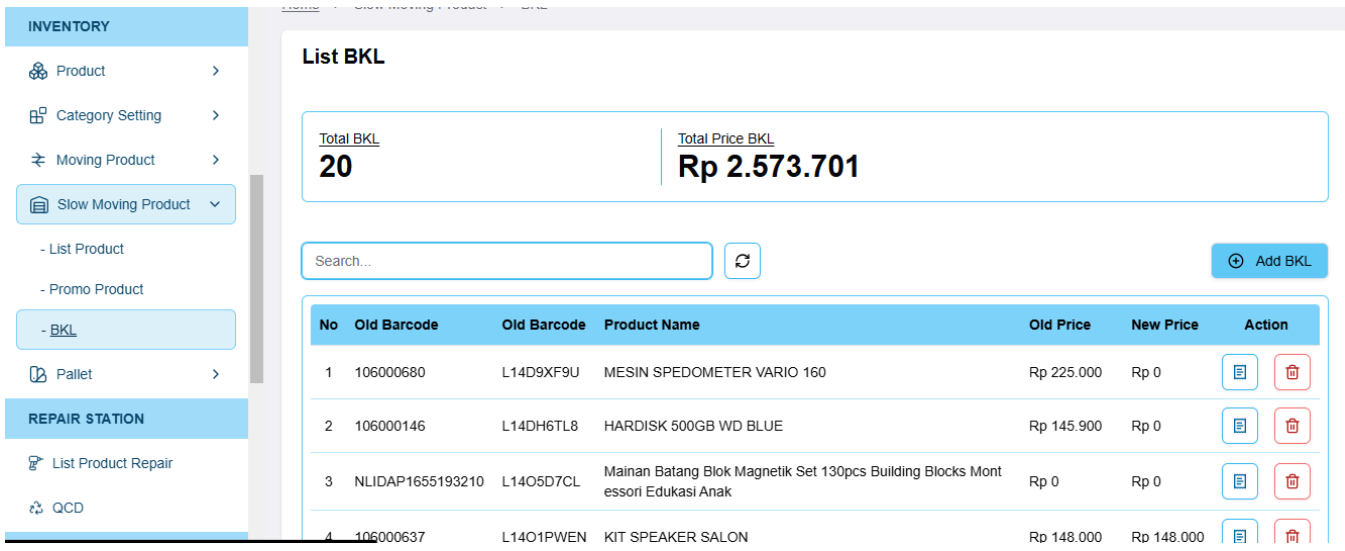 INVENTORY
Product
Category Setting
Moving Product
Slow Moving Product
- List Product
- Promo Product
- BKL
Pallet
REPAIR STATION
List Product Repair
QCD
Home > Slow Moving Product > BKL
List BKL
Total BKL
20
Total Price BKL
Rp 2.573.701
Search...
Add BKL
No Old Barcode Old Barcode Product Name Old Price New Price Action
1 106000680 L14D9XF9U MESIN SPEDOMETER VARIO 160 Rp 225.000 Rp 0
2 106000146 L14DH6TL8 HARDISK 500GB WD BLUE Rp 145.900 Rp 0
3 NLIDAP1655193210 L14O5D7CL Mainan Batang Blok Magnetik Set 130pcs Building Blocks Mont
essori Edukasi Anak Rp 0 Rp 0
4 106000637 L14O1PWEN KIT SPEAKER SALON Rp 148.000 Rp 148.000